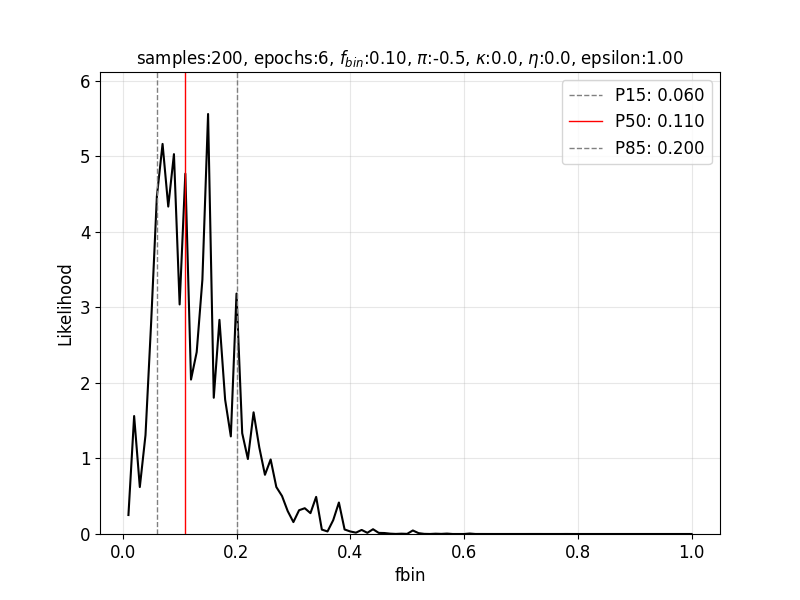 samples:200, epochs:6, $f_{bin}$:0.10, π:-0.5, κ:0.0, η:0.0, epsilon:1.00
P15: 0.060
P50: 0.110
P85: 0.200
Likelihood
6
5
4
3
2
1
0
0.0 0.2 0.4 0.6 0.8 1.0
fbin